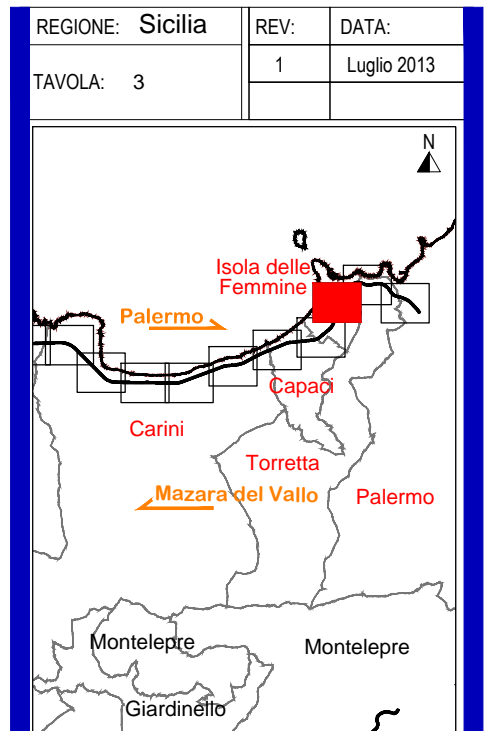 REGIONE: Sicilia
REV:
DATA:
TAVOLA: 3
1
Luglio 2013
N
Isola delle
Femmine
Palermo
Capaci
Carini
Torretta
Mazara del Vallo
Palermo
Montelepre
Montelepre
Giardinello